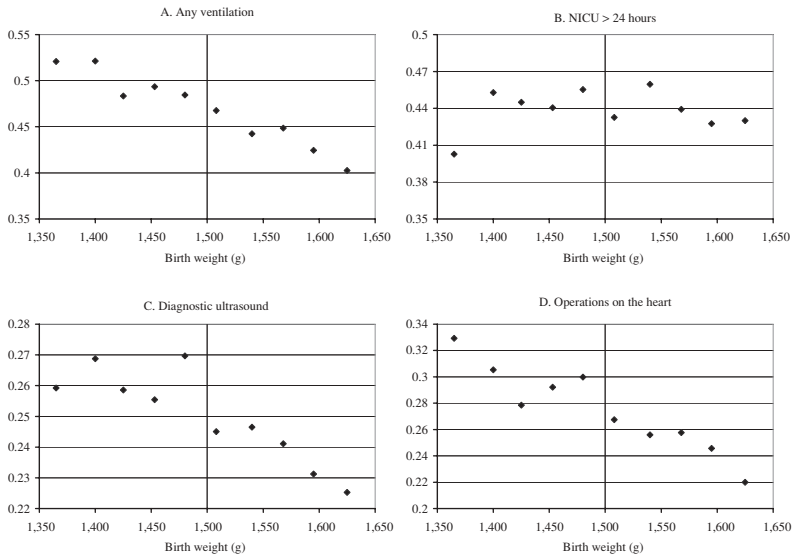 A. Any ventilation
0.55
0.5
0.45
0.4
0.35
1,350 1,400 1,450 1,500 1,550 1,600 1,650
Birth weight (g)
B. NICU > 24 hours
0.5
0.47
0.44
0.41
0.38
0.35
1,350 1,400 1,450 1,500 1,550 1,600 1,650
Birth weight (g)
C. Diagnostic ultrasound
0.28
0.27
0.26
0.25
0.24
0.23
0.22
1,350 1,400 1,450 1,500 1,550 1,600 1,650
Birth weight (g)
D. Operations on the heart
0.34
0.32
0.3
0.28
0.26
0.24
0.22
0.2
1,350 1,400 1,450 1,500 1,550 1,600 1,650
Birth weight (g)